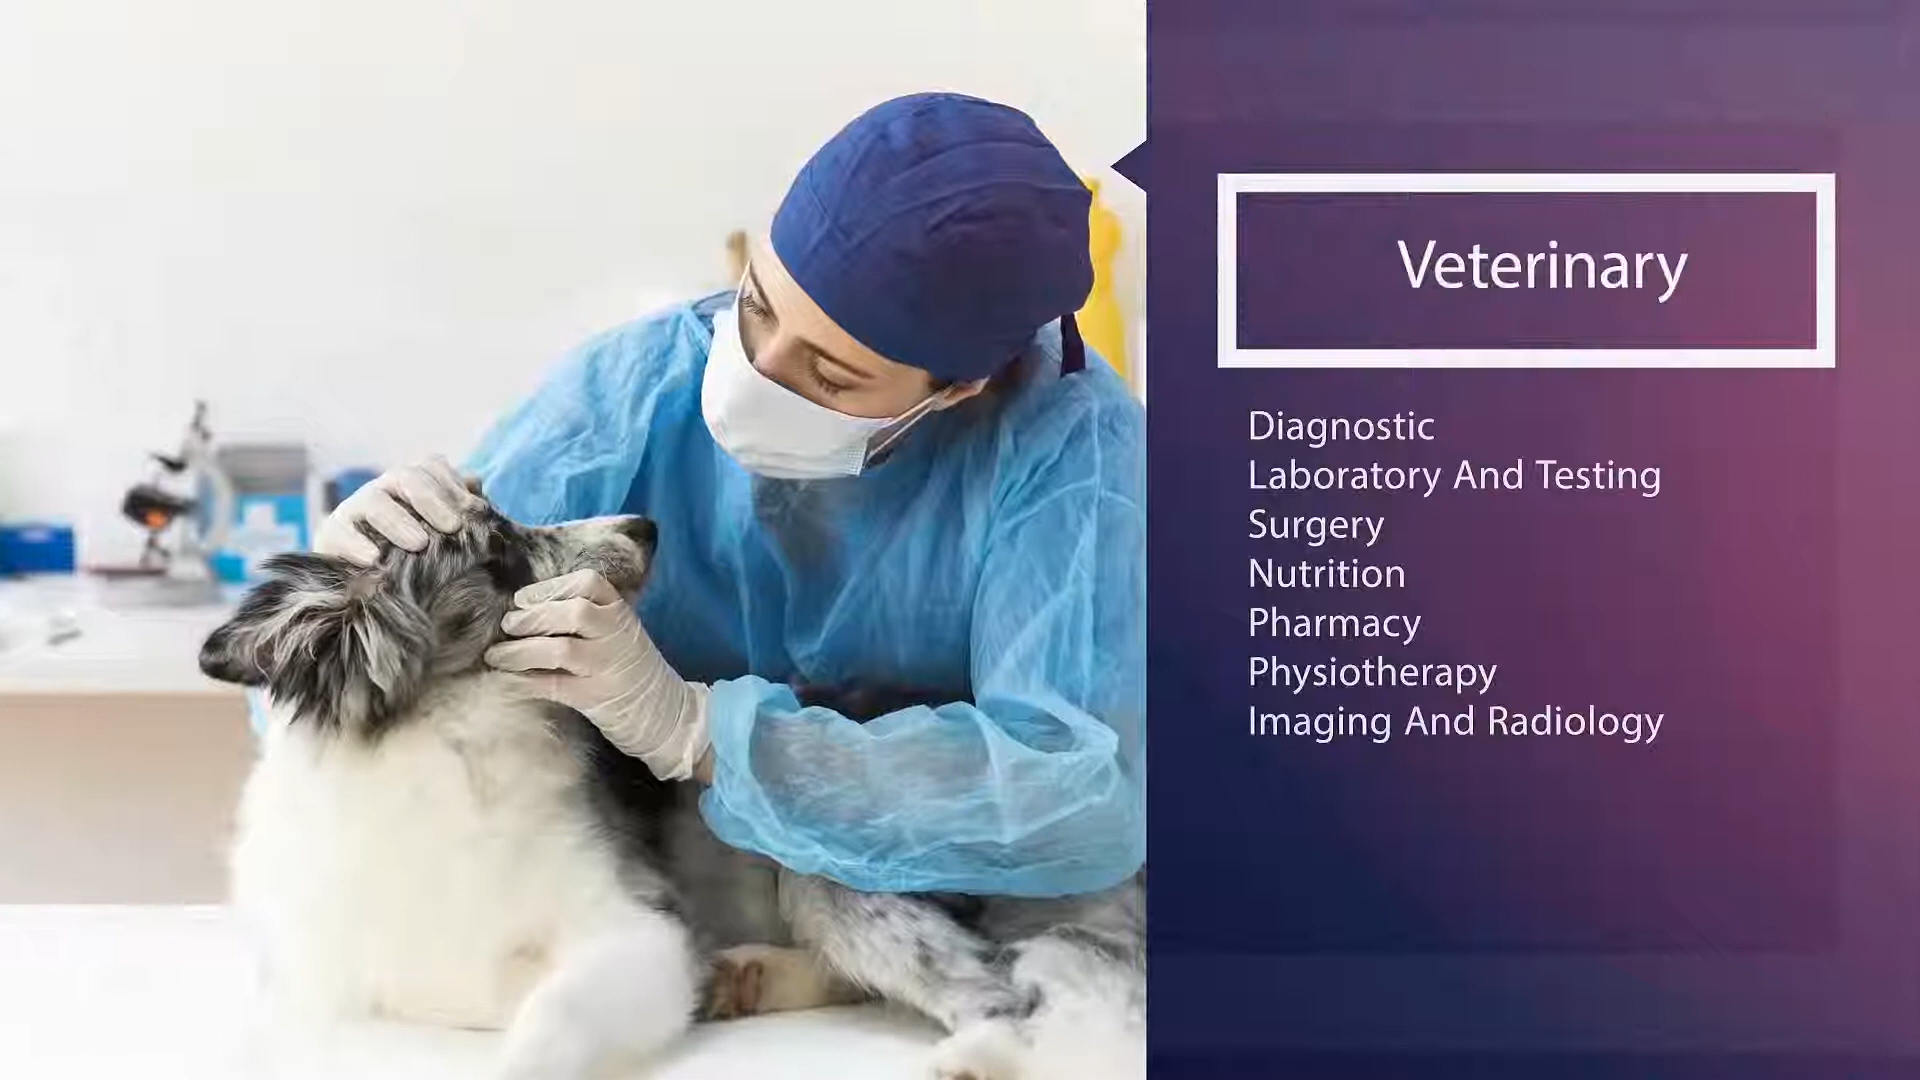 Veterinary
Diagnostic
Laboratory And Testing
Surgery
Nutrition
Pharmacy
Physiotherapy
Imaging And Radiology